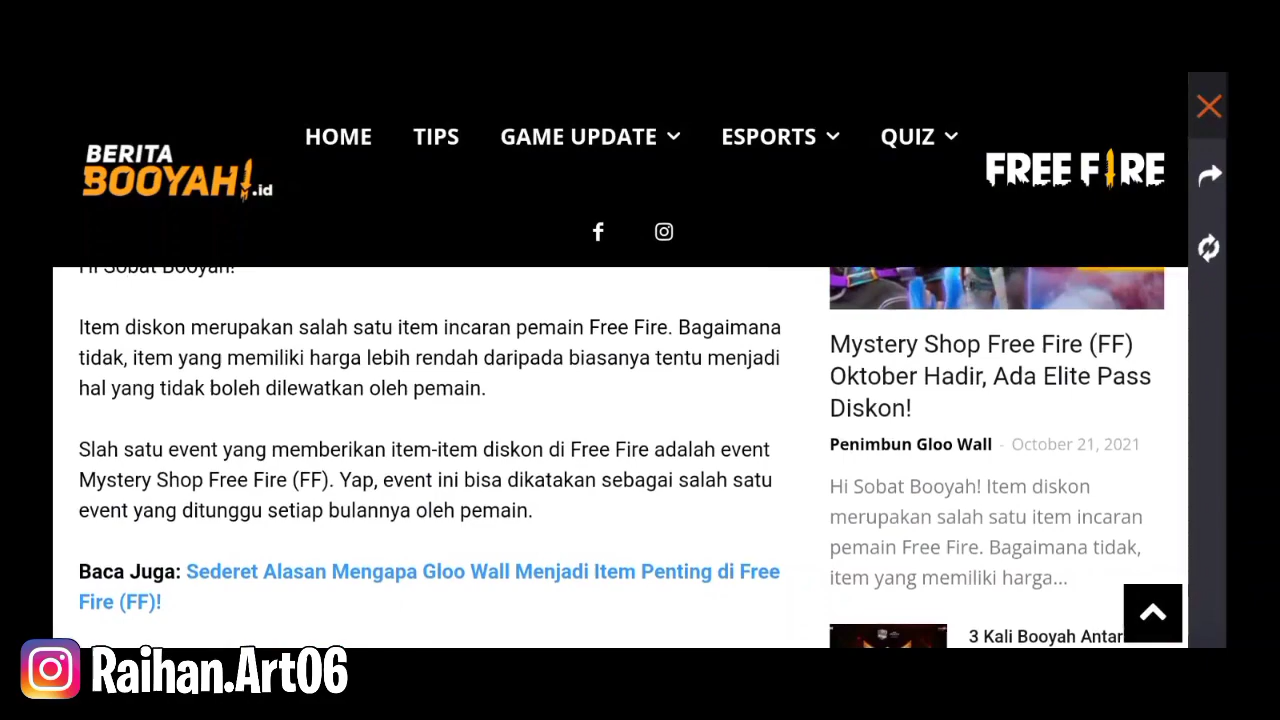 HOME TIPS GAME UPDATE ESPORTS QUIZ
BERITA
BOOYAH!.id
FREE FIRE
Hi Sobat Booyah!
Item diskon merupakan salah satu item incaran pemain Free Fire. Bagaimana
tidak, item yang memiliki harga lebih rendah daripada biasanya tentu menjadi
hal yang tidak boleh dilewatkan oleh pemain.
Slah satu event yang memberikan item-item diskon di Free Fire adalah event
Mystery Shop Free Fire (FF). Yap, event ini bisa dikatakan sebagai salah satu
event yang ditunggu setiap bulannya oleh pemain.
Baca Juga: Sederet Alasan Mengapa Gloo Wall Menjadi Item Penting di Free
Fire (FF)!
Mystery Shop Free Fire (FF)
Oktober Hadir, Ada Elite Pass
Diskon!
Penimbun Gloo Wall - October 21, 2021
Hi Sobat Booyah! Item diskon
merupakan salah satu item incaran
pemain Free Fire. Bagaimana tidak,
item yang memiliki harga...
3 Kali Booyah Antar
Raihan.Art06